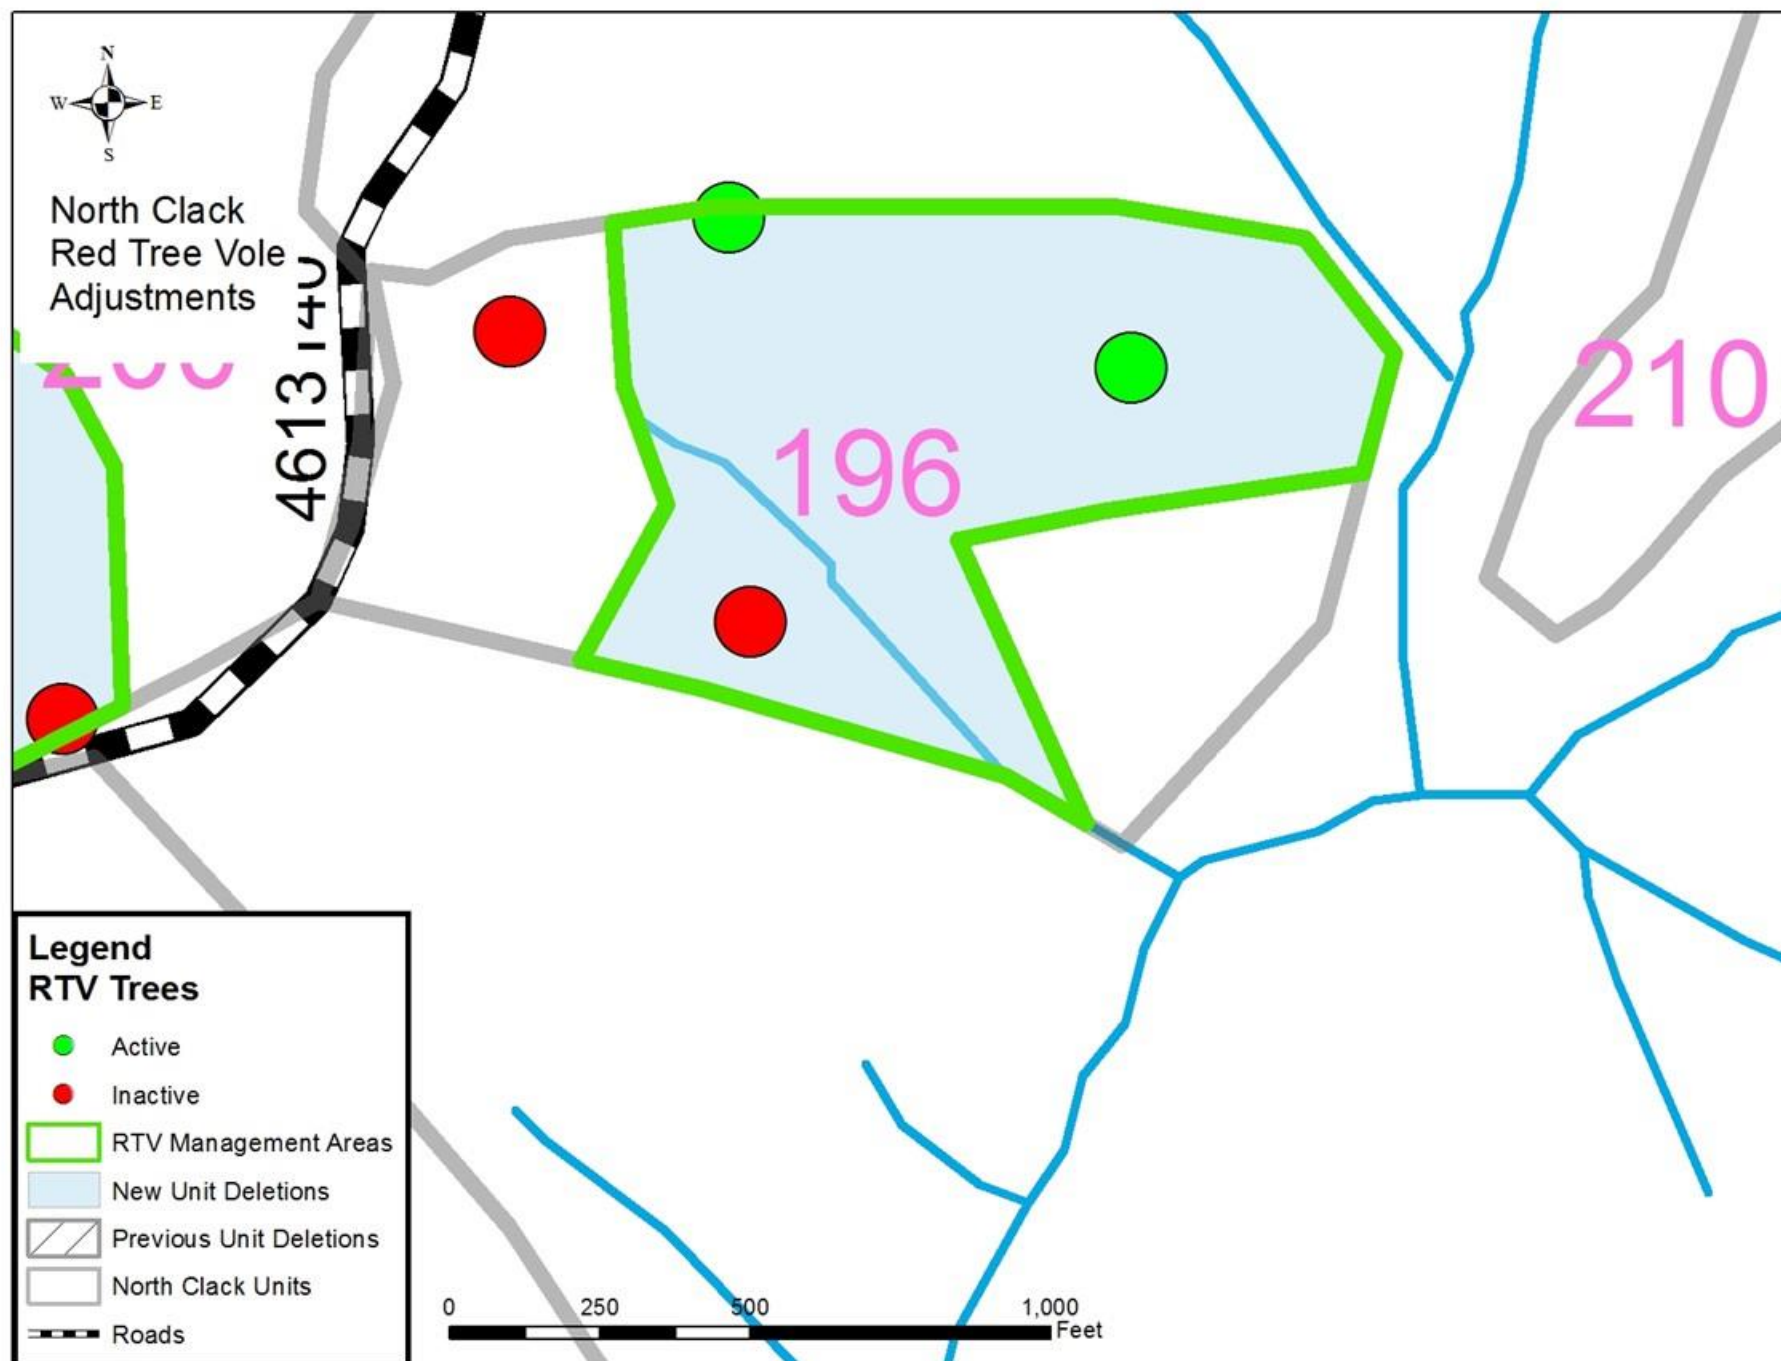 N
W E
S
North Clack
Red Tree Vole
Adjustments
4613
196
210
Legend
RTV Trees
Active
Inactive
RTV Management Areas
New Unit Deletions
Previous Unit Deletions
North Clack Units
Roads
0 250 500 1,000
Feet